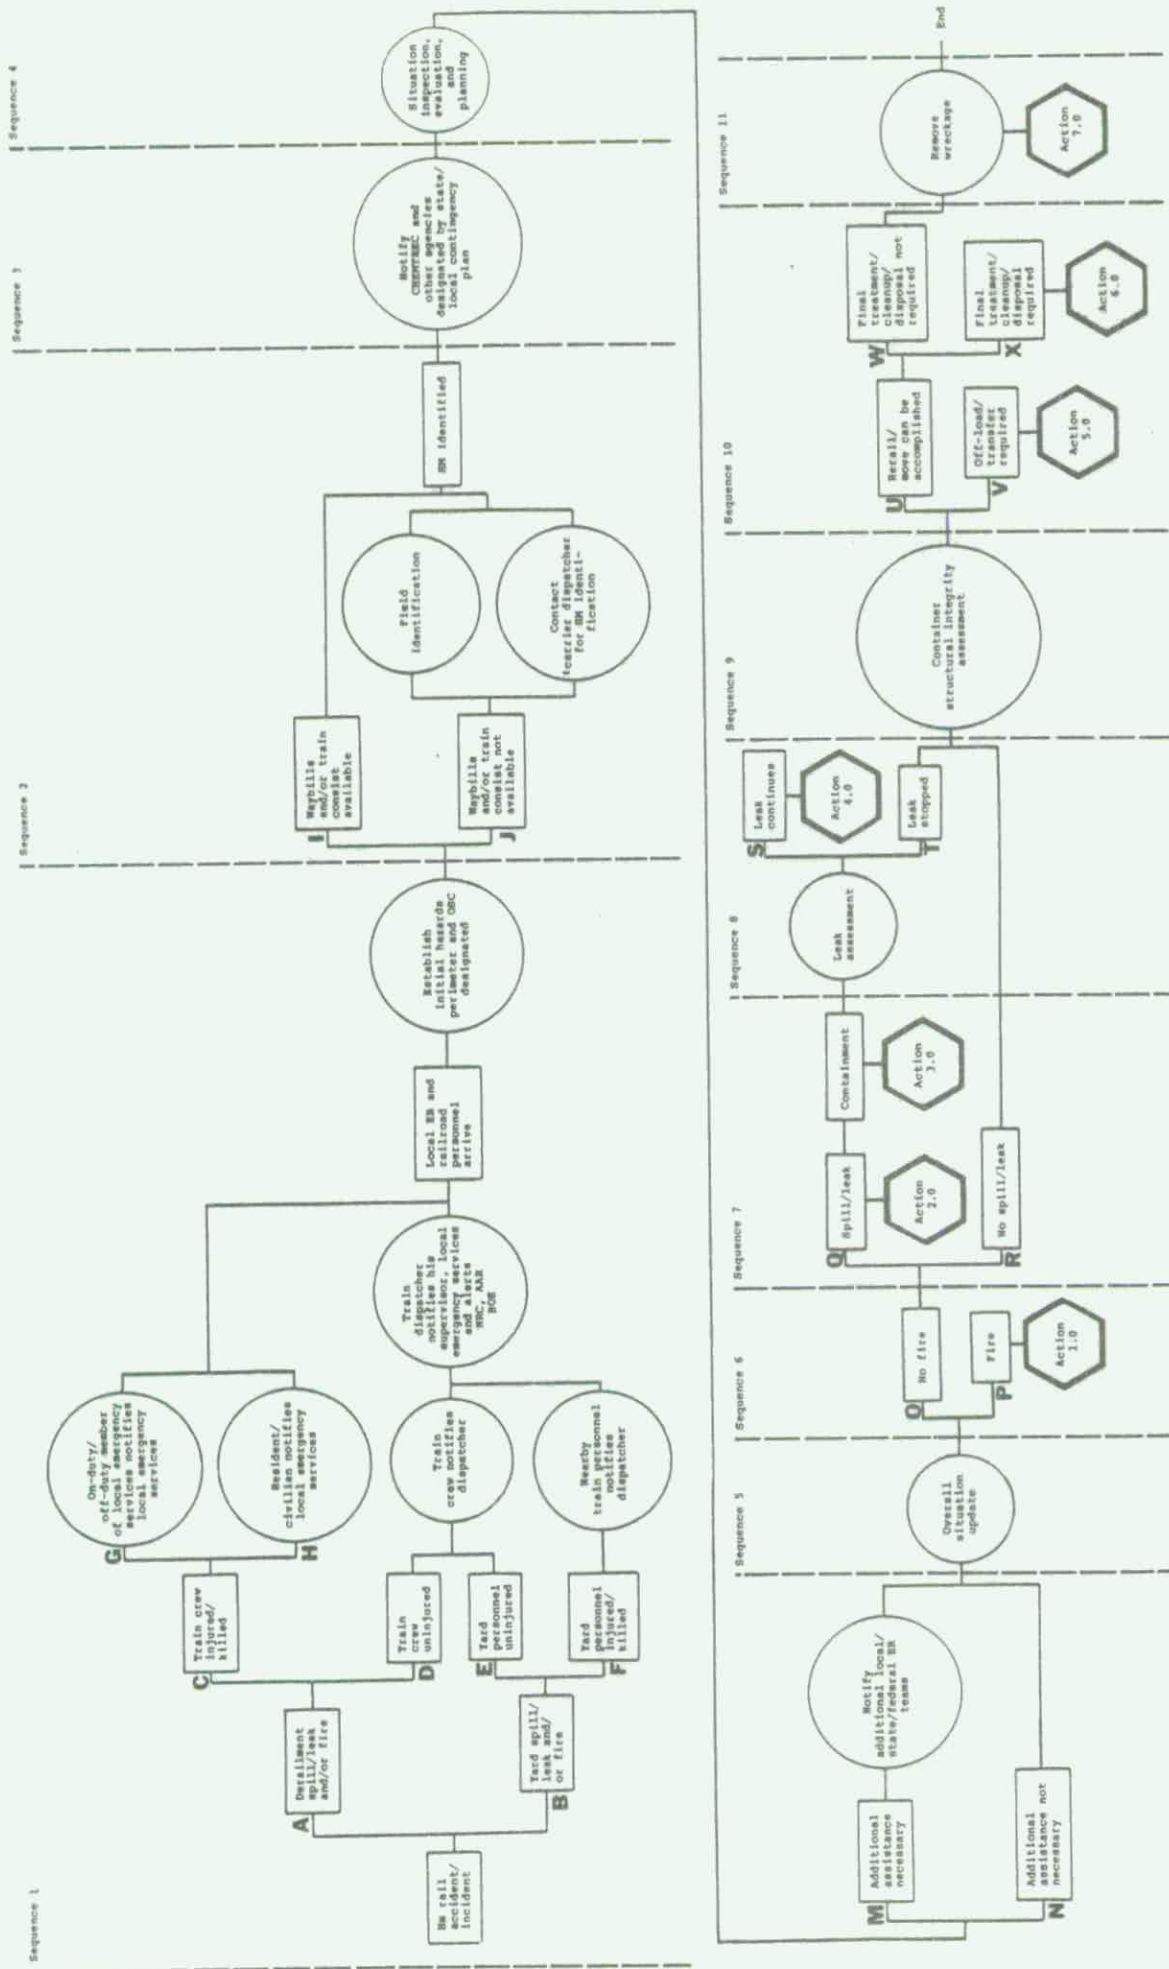 Sequence 1
Hm rail
accident/
incident
A
Derailment
spill/leak
and/or fire
B
Yard spill/
leak and/
or fire
C
Train crew
injured/
killed
D
Train
crew
uninjured
E
Yard
personnel
uninjured
F
Yard
personnel
injured/
killed
G
On-duty/
off-duty member
of local emergency
services notifies
local emergency
services
H
Resident/
civilian notifies
local emergency
services
Train
crew notifies
dispatcher
Nearby
train personnel
notifies
dispatcher
Train
dispatcher
notifies his
supervisor, local
emergency services
and alerts
NRC, AAR
BOE
Local ER and
railroad
personnel
arrive
Establish
initial hazards
perimeter and OSC
designated
Sequence 2
I
Waybills
and/or train
consist
available
J
Waybills
and/or train
consist not
available
Field
identification
Contact
carrier dispatcher
for HM identi-
fication
HM identified
Sequence 3
Notify
CHEMTREC and
other agencies
designated by state/
local contingency
plan
Sequence 4
Situation
inspection,
evaluation,
and
planning
M
Additional
assistance
necessary
N
Additional
assistance not
necessary
Notify
additional local/
state/federal ER
teams
Sequence 5
Overall
situation
update
Sequence 6
O
No fire
P
Fire
Action
1.0
Sequence 7
Q
Spill/leak
Action
2.0
Containment
Action
3.0
R
No spill/leak
Sequence 8
Leak
assessment
S
Leak
continues
Action
4.0
T
Leak
stopped
Sequence 9
Container
structural integrity
assessment
Sequence 10
U
Rerail/
move can be
accomplished
V
Off-load/
transfer
required
Action
5.0
W
Final
treatment/
cleanup/
disposal not
required
X
Final
treatment/
cleanup/
disposal
required
Action
6.0
Sequence 11
Remove
wreckage
Action
7.0
End